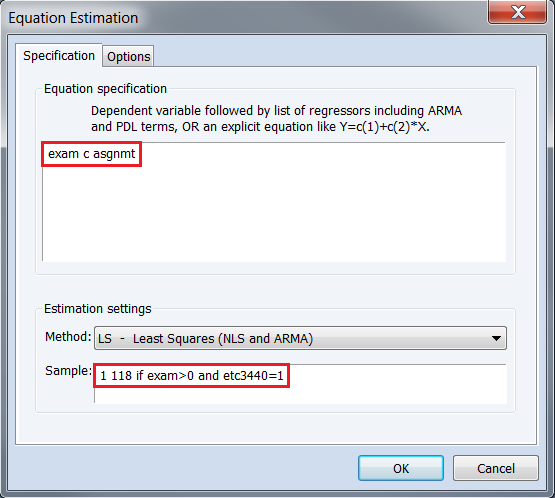 Equation Estimation
Specification
Options
Equation specification
Dependent variable followed by list of regressors including ARMA
and PDL terms, OR an explicit equation like Y=c(1)+c(2)*X.
exam c asgnmt
Estimation settings
Method: LS - Least Squares (NLS and ARMA)
Sample: 1 118 if exam>0 and etc3440=1
OK
Cancel